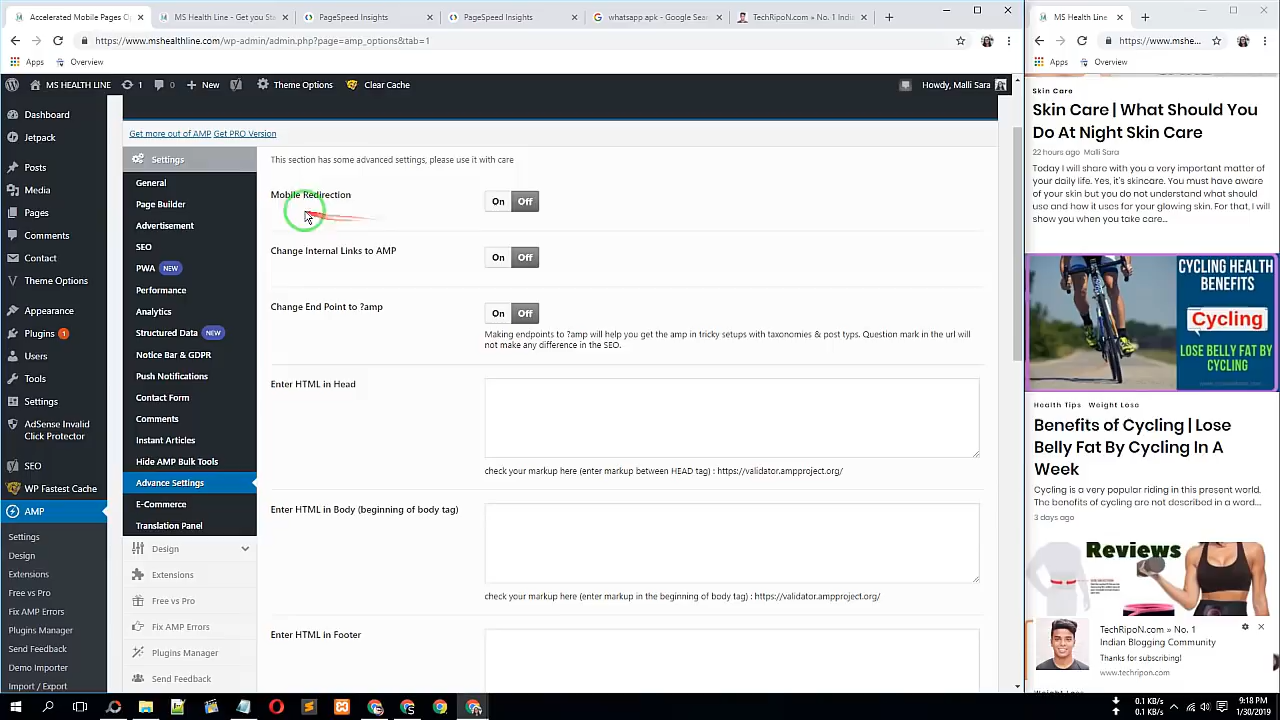 Accelerated Mobile Pages O
MS Health Line - Get you St
PageSpeed Insights
PageSpeed Insights
whatsapp apk - Google Sea
TechRipoN.com » No. 1 Indi
https://www.mshealthline.com/wp-admin/admin.php?page=amp_options&tab=1
Apps
Overview
MS HEALTH LINE
1
0
New
Theme Options
Clear Cache
Howdy, Malli Sara
Dashboard
Jetpack
Posts
Media
Pages
Comments
Contact
Theme Options
Appearance
Plugins 1
Users
Tools
Settings
AdSense Invalid
Click Protector
SEO
WP Fastest Cache
AMP
Settings
Design
Extensions
Free vs Pro
Fix AMP Errors
Plugins Manager
Send Feedback
Demo Importer
Import / Export
Get more out of AMP Get PRO Version
Settings
General
Page Builder
Advertisement
SEO
PWA NEW
Performance
Analytics
Structured Data NEW
Notice Bar & GDPR
Push Notifications
Contact Form
Comments
Instant Articles
Hide AMP Bulk Tools
Advance Settings
E-Commerce
Translation Panel
Design
Extensions
Free vs Pro
Fix AMP Errors
Plugins Manager
Send Feedback
This section has some advanced settings, please use it with care
Mobile Redirection
On Off
Change Internal Links to AMP
On Off
Change End Point to ?amp
On Off
Making endpoints to ?amp will help you get the amp in tricky setups with taxonomies & post typs. Question mark in the url will
not make any difference in the SEO.
Enter HTML in Head
check your markup here (enter markup between HEAD tag) : https://validator.ampproject.org/
Enter HTML in Body (beginning of body tag)
check your markup here (enter markup in the beginning of body tag) : https://validator.ampproject.org/
Enter HTML in Footer
MS Health Line
https://www.mshe...
Apps
Overview
Skin Care
Skin Care | What Should You
Do At Night Skin Care
22 hours ago Malli Sara
Today I will share with you a very important matter of
your daily life. Yes, it's skincare. You must have aware
of your skin but you do not understand what should
use and how it uses for your glowing skin. For that, I will
show you when you take care...
CYCLING HEALTH
BENEFITS
Cycling
LOSE BELLY FAT BY
CYCLING
Health Tips Weight Lose
Benefits of Cycling | Lose
Belly Fat By Cycling In A
Week
Cycling is a very popular riding in this present world.
The benefits of cycling are not described in a word...
3 days ago
Reviews
TechRipoN.com » No. 1
Indian Blogging Community
Thanks for subscribing!
www.techripon.com
0.1 KB/s
0.1 KB/s
9:18 PM
1/30/2019